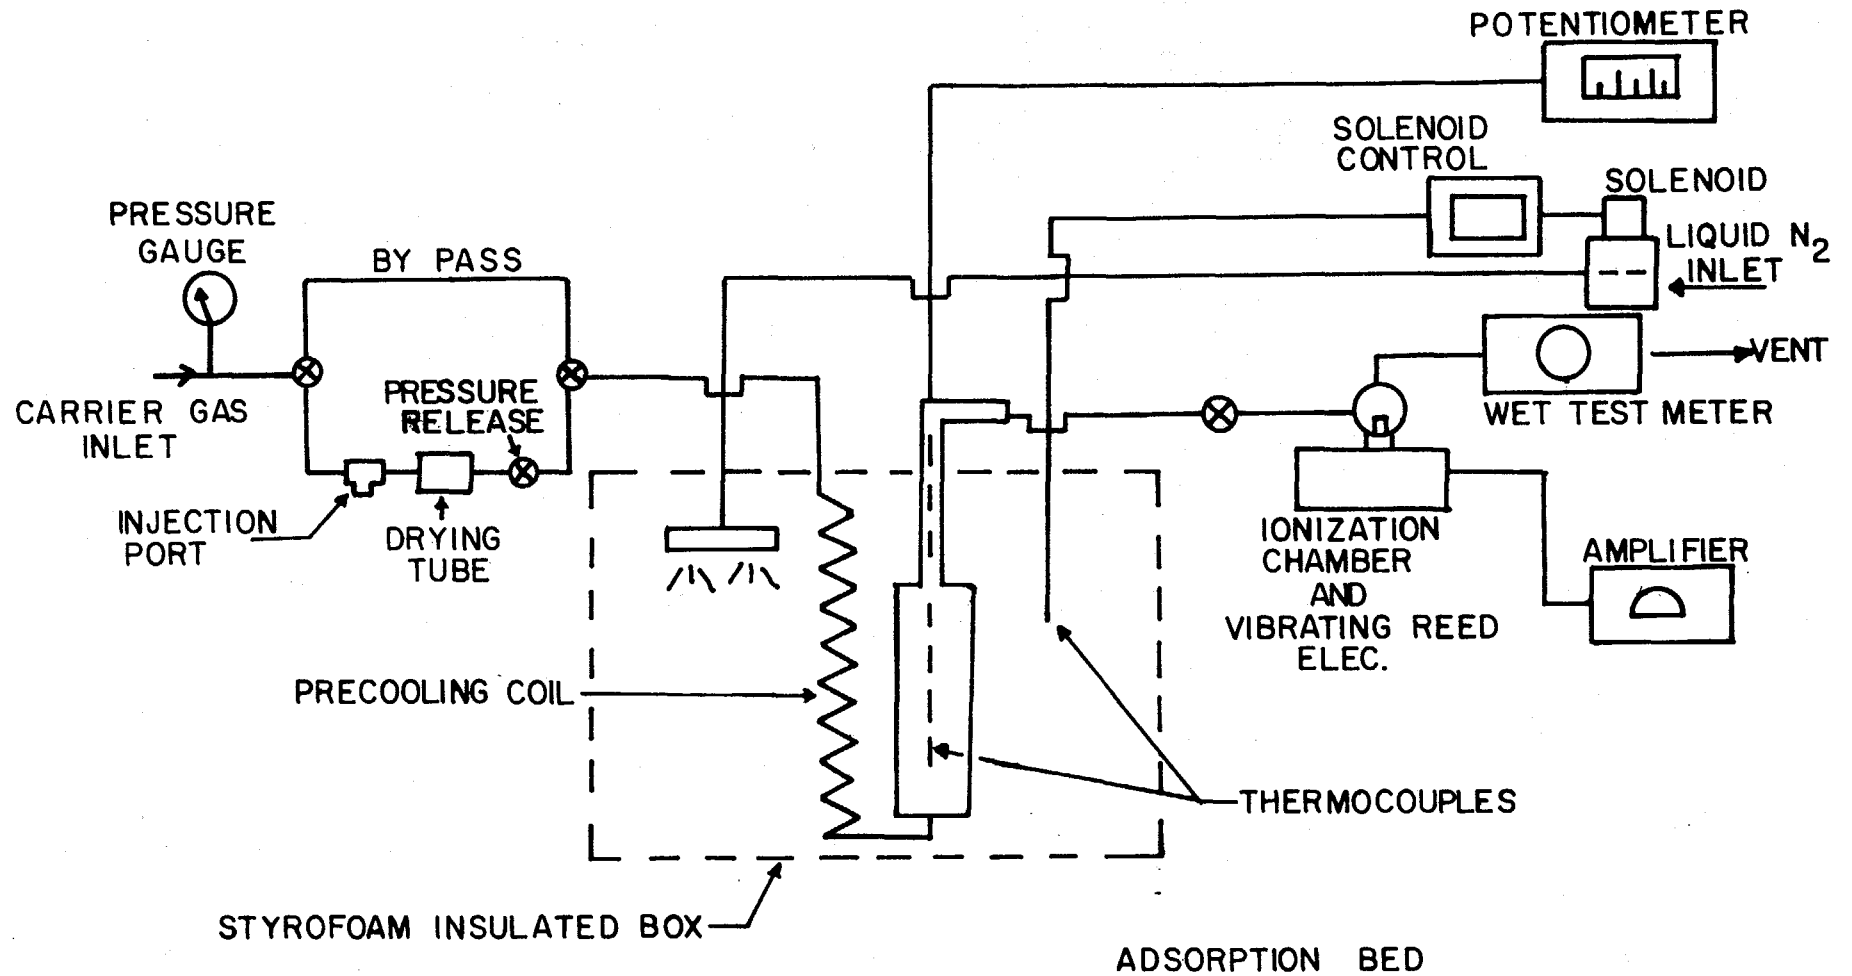 POTENTIOMETER
SOLENOID
CONTROL
SOLENOID
LIQUID N2
INLET
PRESSURE
GAUGE
BY PASS
VENT
WET TEST METER
CARRIER GAS
INLET
PRESSURE
RELEASE
INJECTION
PORT
DRYING
TUBE
IONIZATION
CHAMBER
AND
VIBRATING REED
ELEC.
AMPLIFIER
PRECOOLING COIL
THERMOCOUPLES
STYROFOAM INSULATED BOX
ADSORPTION BED